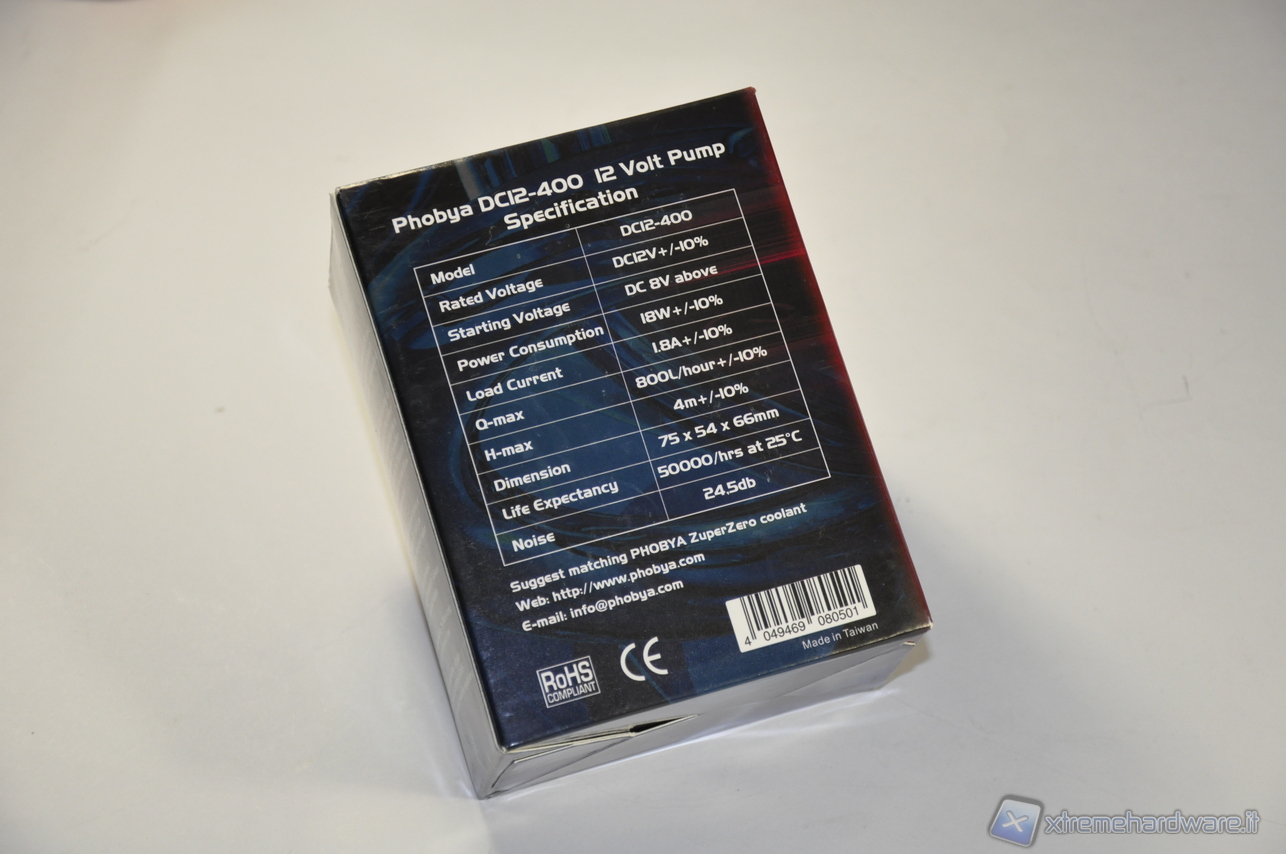 Phobya DC12-400 12 Volt Pump
Specification
Model DC12-400
Rated Voltage DC12V+/-10%
Starting Voltage DC 8V above
Power Consumption 18W+/-10%
Load Current 1.8A+/-10%
Q-max 800L/hour+/-10%
H-max 4m+/-10%
Dimension 75 x 54 x 66mm
Life Expectancy 50000/hrs at 25°C
Noise 24.5db
Suggest matching PHOBYA ZuperZero coolant
Web: http://www.phobya.com
E-mail: info@phobya.com
4 049469 080501
Made in Taiwan
RoHS
COMPLIANT
CE
xtremehardware.it